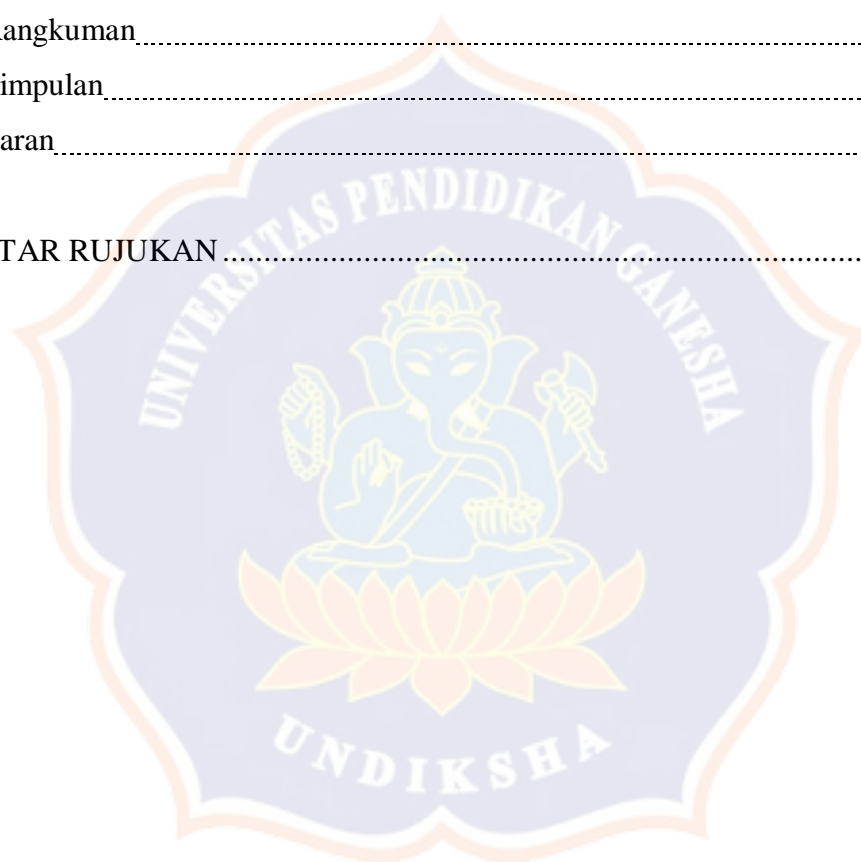 angkuman
impulan
aran
TAR RUJUKAN
UNIVERSITAS PENDIDIKAN GANESHA
UNDIKSHA